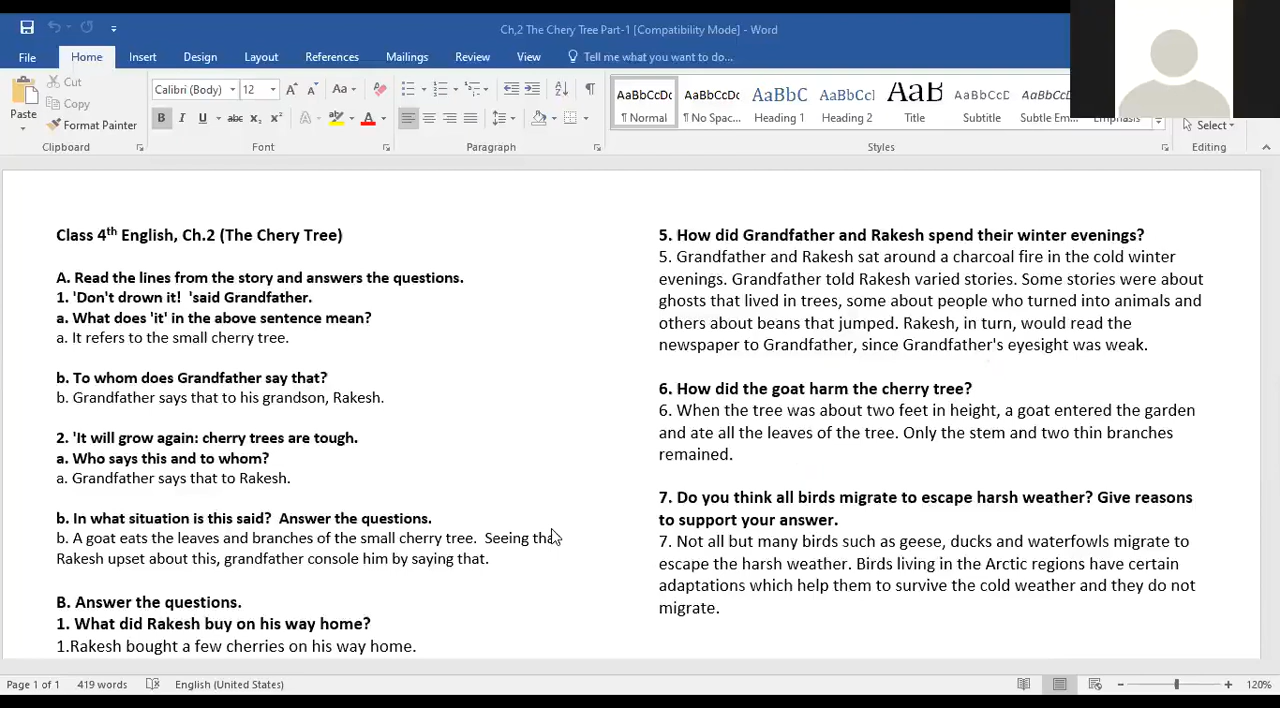 Ch,2 The Chery Tree Part-1 [Compatibility Mode] - Word
File Home Insert Design Layout References Mailings Review View Tell me what you want to do...
Cut
Copy
Paste
Format Painter
Clipboard
Calibri (Body) 12
Font
Paragraph
AaBbCcDc AaBbCcDc AaBbC AaBbCcl AaB AaBbCcD
¶ Normal ¶ No Spac... Heading 1 Heading 2 Title Subtitle Subtle Em... Emphasis
Styles
Select
Editing
Class 4th English, Ch.2 (The Chery Tree)
A. Read the lines from the story and answers the questions.
1. 'Don't drown it!  'said Grandfather.
a. What does 'it' in the above sentence mean?
a. It refers to the small cherry tree.
b. To whom does Grandfather say that?
b. Grandfather says that to his grandson, Rakesh.
2. 'It will grow again: cherry trees are tough.
a. Who says this and to whom?
a. Grandfather says that to Rakesh.
b. In what situation is this said?  Answer the questions.
b. A goat eats the leaves and branches of the small cherry tree.  Seeing that
Rakesh upset about this, grandfather console him by saying that.
B. Answer the questions.
1. What did Rakesh buy on his way home?
1.Rakesh bought a few cherries on his way home.
5. How did Grandfather and Rakesh spend their winter evenings?
5. Grandfather and Rakesh sat around a charcoal fire in the cold winter
evenings. Grandfather told Rakesh varied stories. Some stories were about
ghosts that lived in trees, some about people who turned into animals and
others about beans that jumped. Rakesh, in turn, would read the
newspaper to Grandfather, since Grandfather's eyesight was weak.
6. How did the goat harm the cherry tree?
6. When the tree was about two feet in height, a goat entered the garden
and ate all the leaves of the tree. Only the stem and two thin branches
remained.
7. Do you think all birds migrate to escape harsh weather? Give reasons
to support your answer.
7. Not all but many birds such as geese, ducks and waterfowls migrate to
escape the harsh weather. Birds living in the Arctic regions have certain
adaptations which help them to survive the cold weather and they do not
migrate.
Page 1 of 1 419 words English (United States) 120%